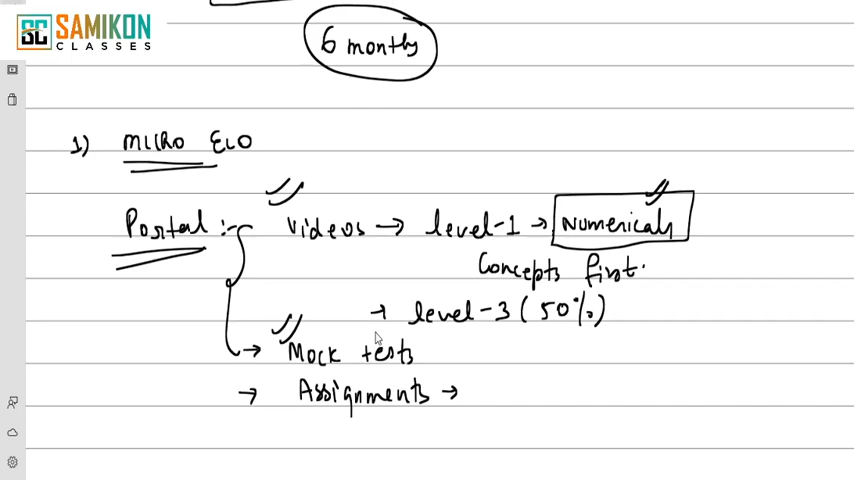 SC SAMIKON
CLASSES
6 months
1) MICRO ECO
Portal :- Videos → level-1 → Numericals
Concepts first.
→ level-3 (50%)
→ Mock tests
→ Assignments →